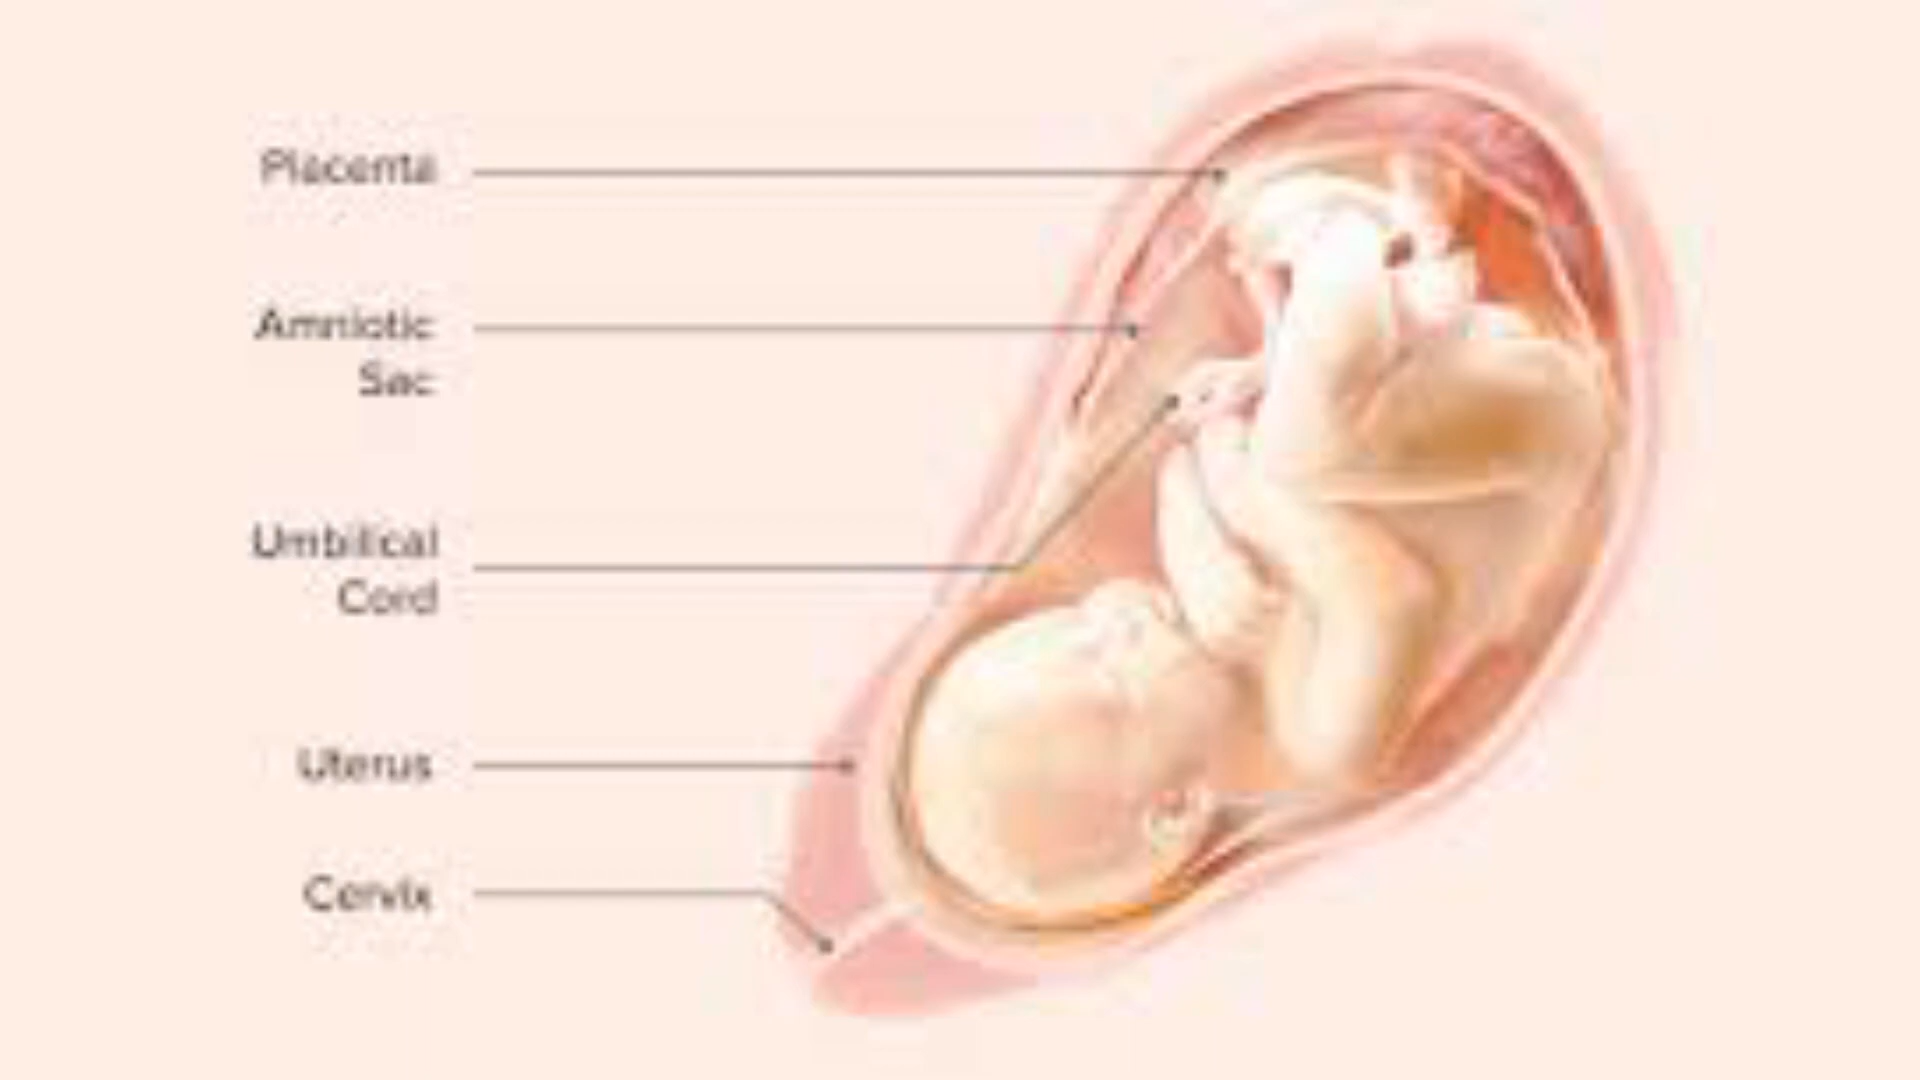 Placenta
Amniotic
Sac
Umbilical
Cord
Uterus
Cervix